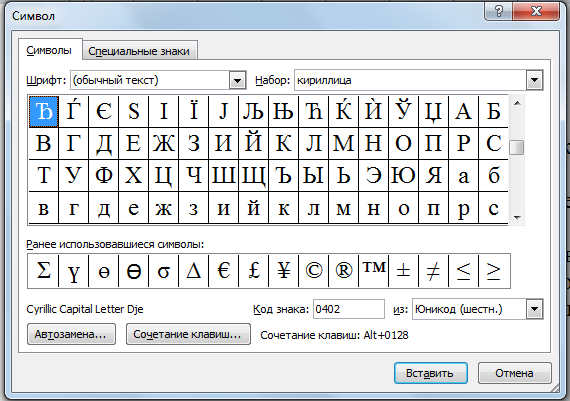 Символ
Символы Специальные знаки
Шрифт: (обычный текст) Набор: кириллица
Ђ Ѓ Є Ѕ І Ї Ј Љ Њ Ћ Ќ Ѝ Ў Џ А Б
В Г Д Е Ж З И Й К Л М Н О П Р С
Т У Ф Х Ц Ч Ш Щ Ъ Ы Ь Э Ю Я а б
в г д е ж з и й к л м н о п р с
Ранее использовавшиеся символы:
Σ γ ө Ө σ Δ € £ ¥ © ® ™ ± ≠ ≤ ≥
Cyrillic Capital Letter Dje Код знака: 0402 из: Юникод (шестн.)
Автозамена... Сочетание клавиш... Сочетание клавиш: Alt+0128
Вставить Отмена